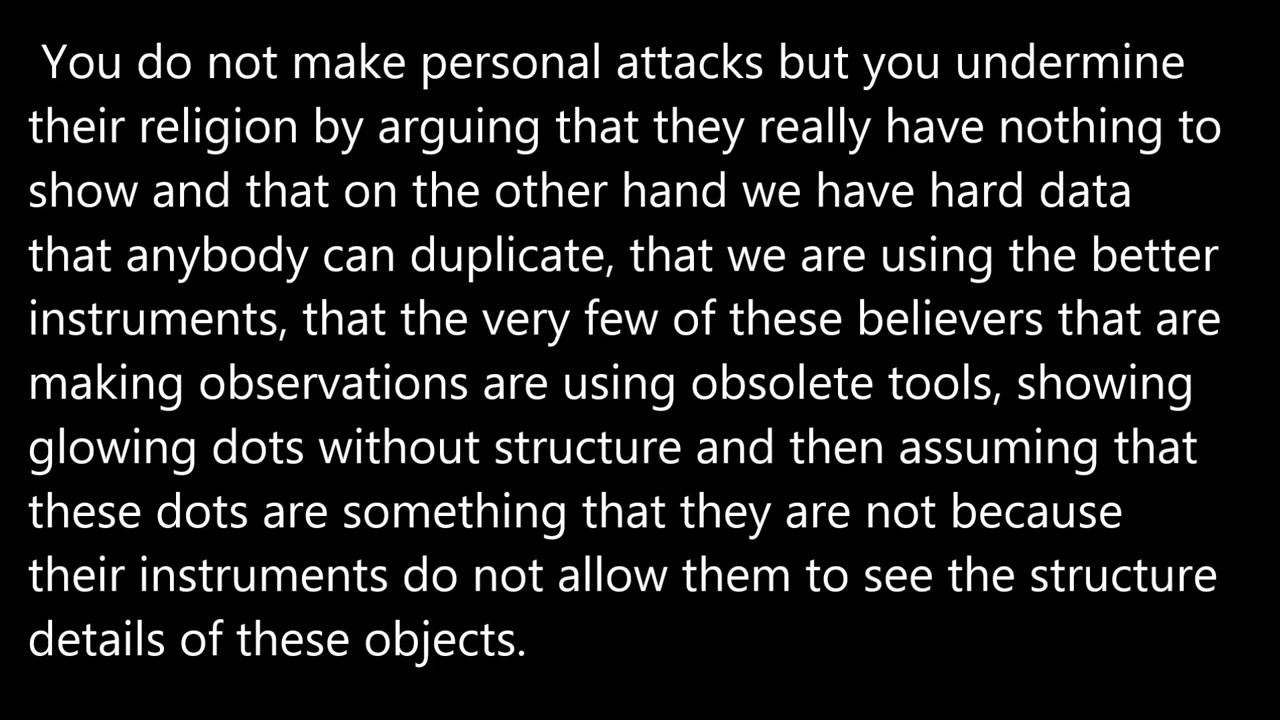 You do not make personal attacks but you undermine
their religion by arguing that they really have nothing to
show and that on the other hand we have hard data
that anybody can duplicate, that we are using the better
instruments, that the very few of these believers that are
making observations are using obsolete tools, showing
glowing dots without structure and then assuming that
these dots are something that they are not because
their instruments do not allow them to see the structure
details of these objects.